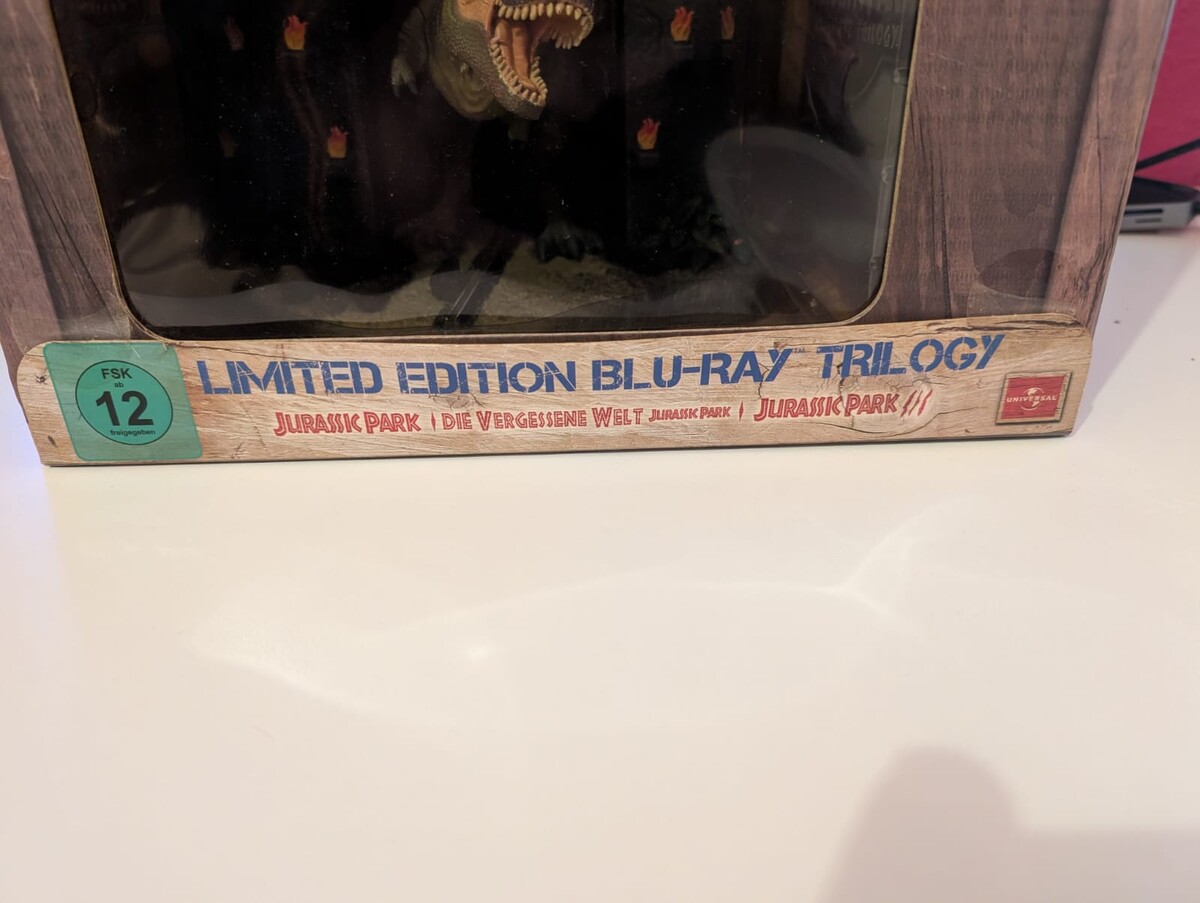 FSK
ab
12
freigegeben
LIMITED EDITION BLU-RAY™ TRILOGY
JURASSIC PARK DIE VERGESSENE WELT JURASSIC PARK JURASSIC PARK III
UNIVERSAL